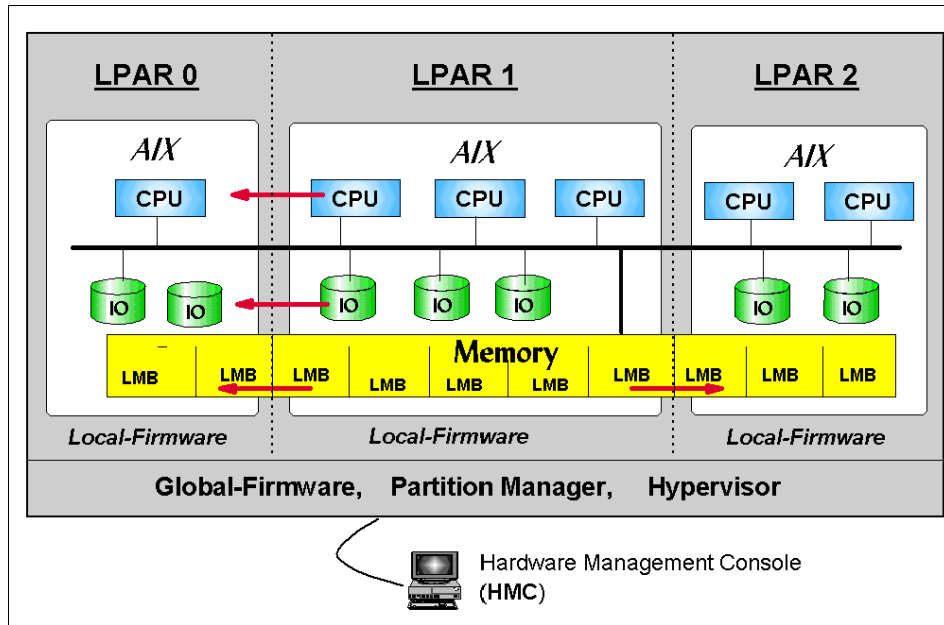 LPAR 0 LPAR 1 LPAR 2
AIX AIX AIX
CPU CPU CPU CPU CPU CPU
IO IO IO IO IO IO IO
Memory
LMB LMB LMB LMB LMB LMB LMB LMB LMB LMB
Local-Firmware Local-Firmware Local-Firmware
Global-Firmware, Partition Manager, Hypervisor
Hardware Management Console
(HMC)